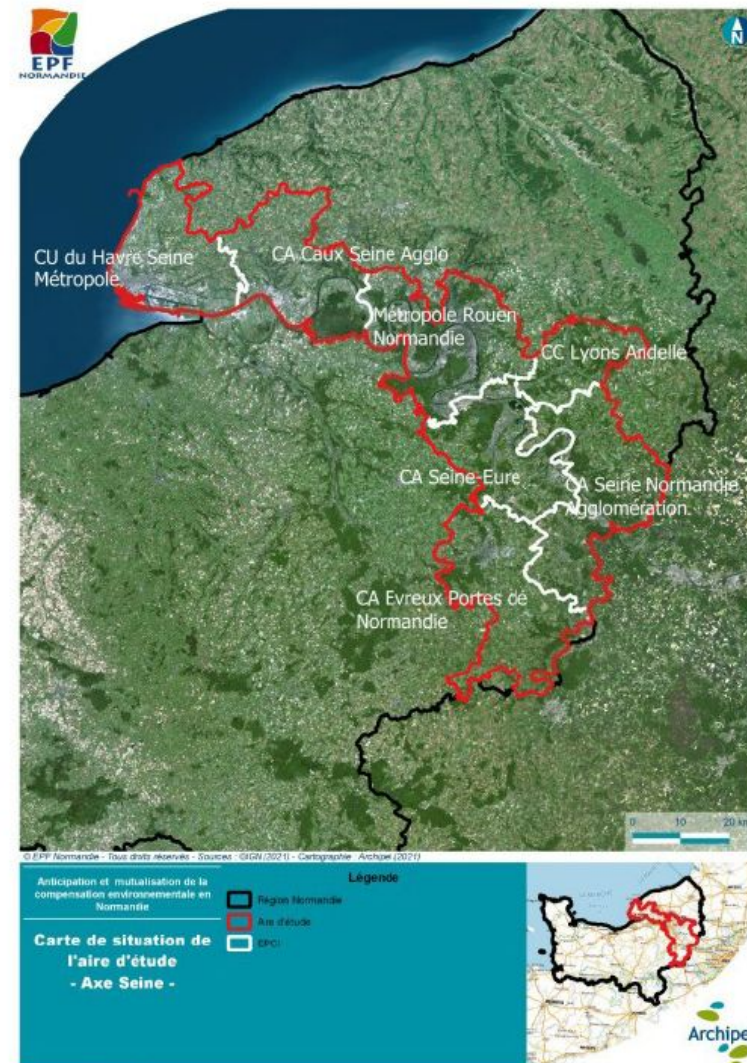 EPF
NORMANDIE
N
CU du Havre Seine
Métropole
CA Caux Seine Agglo
Métropole Rouen
Normandie
CC Lyons Andelle
CA Seine-Eure
CA Seine Normandie
Agglomération
CA Evreux Portes de
Normandie
0 10 20 km
© EPF Normandie - Tous droits réservés - Sources : ©IGN (2021) - Cartographie : Archipel (2021)
Anticipation et mutualisation de la
compensation environnementale en
Normandie
Carte de situation de
l'aire d'étude
- Axe Seine -
Légende
Région Normandie
Aire d'étude
EPCI
Archipel